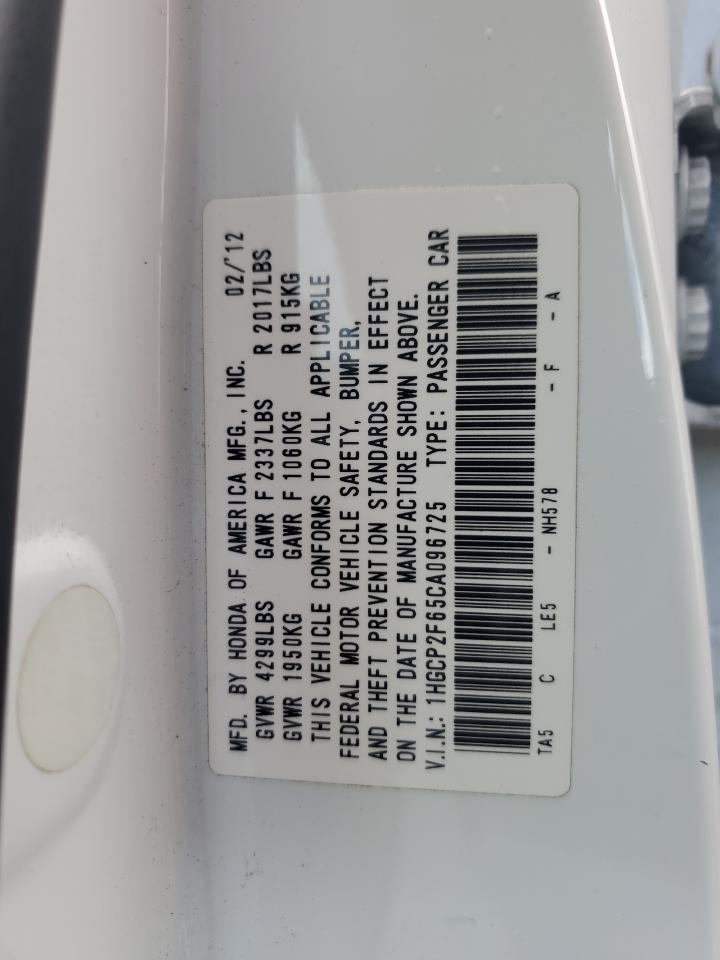 MFD. BY HONDA OF AMERICA MFG., INC. 02/'12
GVWR 4299LBS GAWR F 2337LBS R 2017LBS
GVWR 1950KG GAWR F 1060KG R 915KG
THIS VEHICLE CONFORMS TO ALL APPLICABLE
FEDERAL MOTOR VEHICLE SAFETY, BUMPER,
AND THEFT PREVENTION STANDARDS IN EFFECT
ON THE DATE OF MANUFACTURE SHOWN ABOVE.
V.I.N.: 1HGCP2F65CA096725 TYPE: PASSENGER CAR
TA5 C LE5 - NH578 - F - A